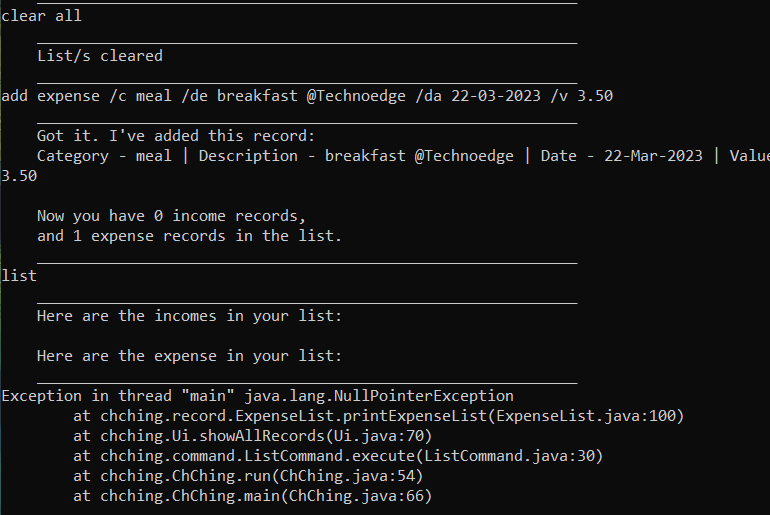 clear all
List/s cleared
add expense /c meal /de breakfast @Technoedge /da 22-03-2023 /v 3.50
Got it. I've added this record:
Category - meal | Description - breakfast @Technoedge | Date - 22-Mar-2023 | Value
3.50
Now you have 0 income records,
and 1 expense records in the list.
list
Here are the incomes in your list:
Here are the expense in your list:
Exception in thread "main" java.lang.NullPointerException
at chching.record.ExpenseList.printExpenseList(ExpenseList.java:100)
at chching.Ui.showAllRecords(Ui.java:70)
at chching.command.ListCommand.execute(ListCommand.java:30)
at chching.ChChing.run(ChChing.java:54)
at chching.ChChing.main(ChChing.java:66)